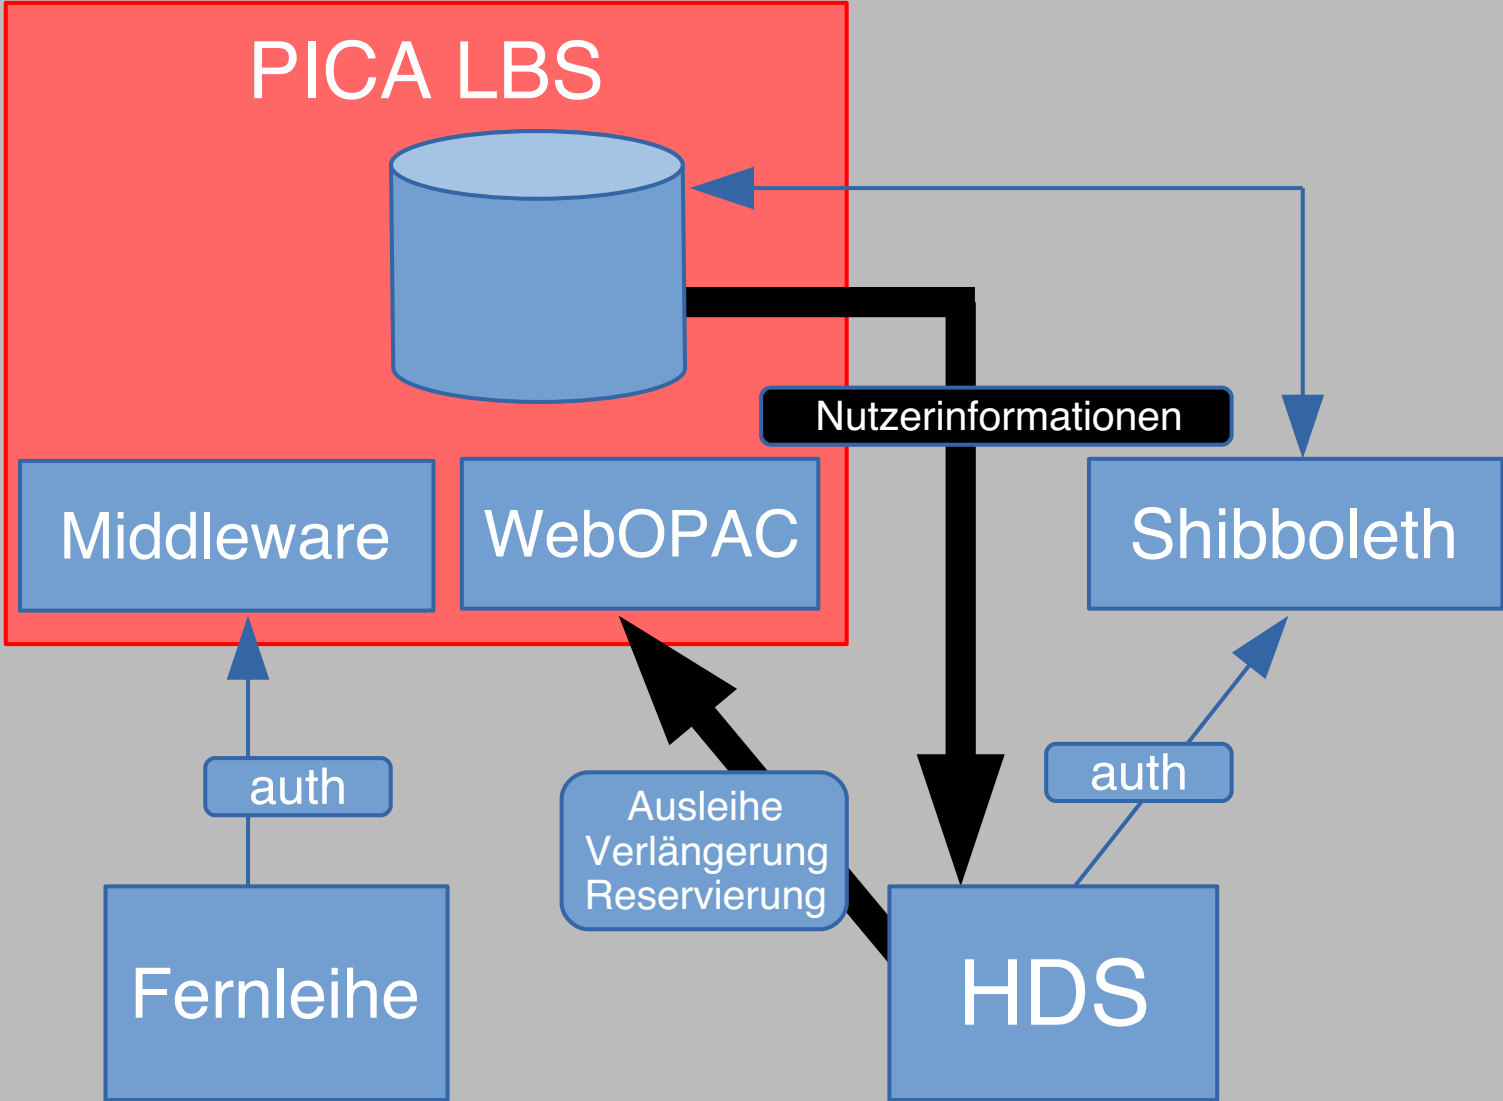 PICA LBS
Nutzerinformationen
Middleware
WebOPAC
Shibboleth
auth
auth
Ausleihe
Verlängerung
Reservierung
Fernleihe
HDS